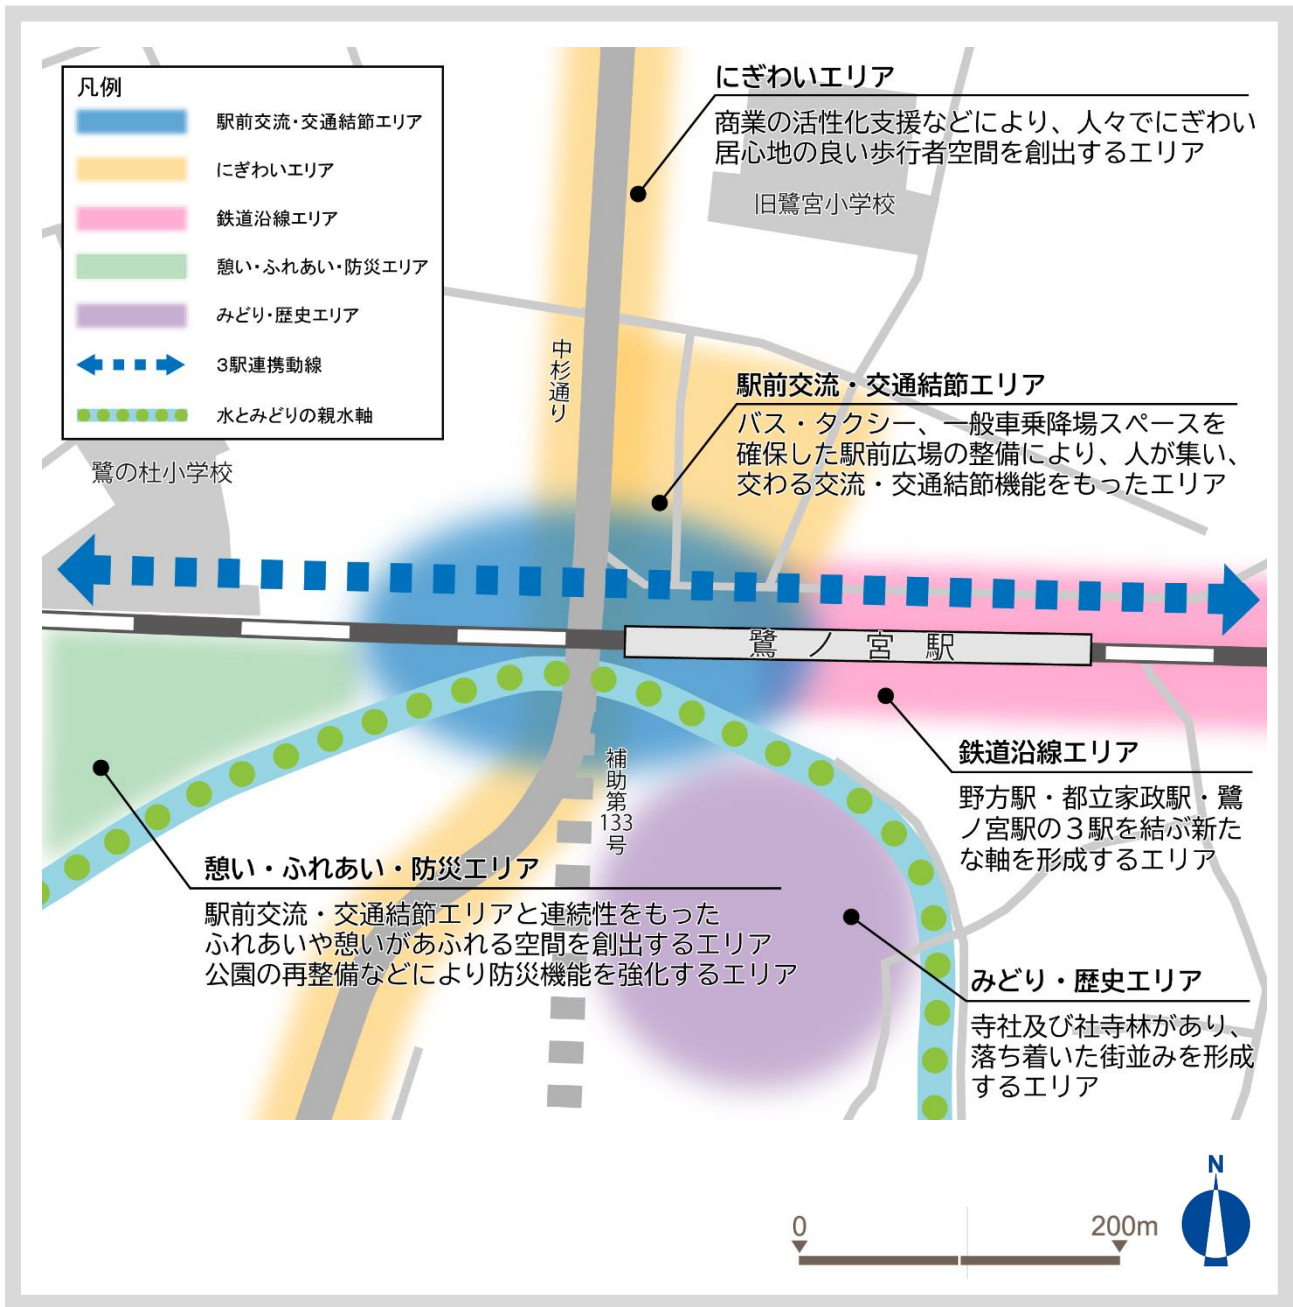 凡例
駅前交流・交通結節エリア
にぎわいエリア
鉄道沿線エリア
憩い・ふれあい・防災エリア
みどり・歴史エリア
3駅連携動線
水とみどりの親水軸
にぎわいエリア
商業の活性化支援などにより、人々でにぎわい
居心地の良い歩行者空間を創出するエリア
旧鷺宮小学校
中杉通り
駅前交流・交通結節エリア
バス・タクシー、一般車乗降場スペースを
確保した駅前広場の整備により、人が集い、
交わる交流・交通結節機能をもったエリア
鷺の杜小学校
鷺ノ宮駅
補助第133号
鉄道沿線エリア
野方駅・都立家政駅・鷺
ノ宮駅の3駅を結ぶ新た
な軸を形成するエリア
憩い・ふれあい・防災エリア
駅前交流・交通結節エリアと連続性をもった
ふれあいや憩いがあふれる空間を創出するエリア
公園の再整備などにより防災機能を強化するエリア
みどり・歴史エリア
寺社及び社寺林があり、
落ち着いた街並みを形成
するエリア
N
0
200m